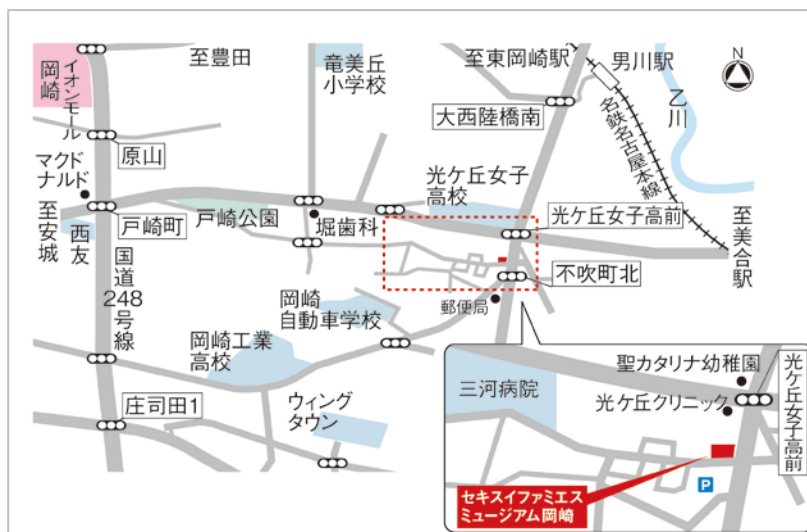 至豊田
竜美丘
小学校
至東岡崎駅
男川駅
N
イオンモール
岡崎
乙川
大西陸橋南
名鉄名古屋本線
原山
マクド
ナルド
光ケ丘女子
高校
戸崎公園
堀歯科
光ケ丘女子高前
至安城
西友
戸崎町
至美合駅
不吹町北
国道
248
号線
岡崎
自動車学校
郵便局
岡崎工業
高校
聖カタリナ幼稚園
三河病院
光ケ丘クリニック
光ケ丘女子高前
庄司田1
ウィング
タウン
P
セキスイファミエス
ミュージアム岡崎